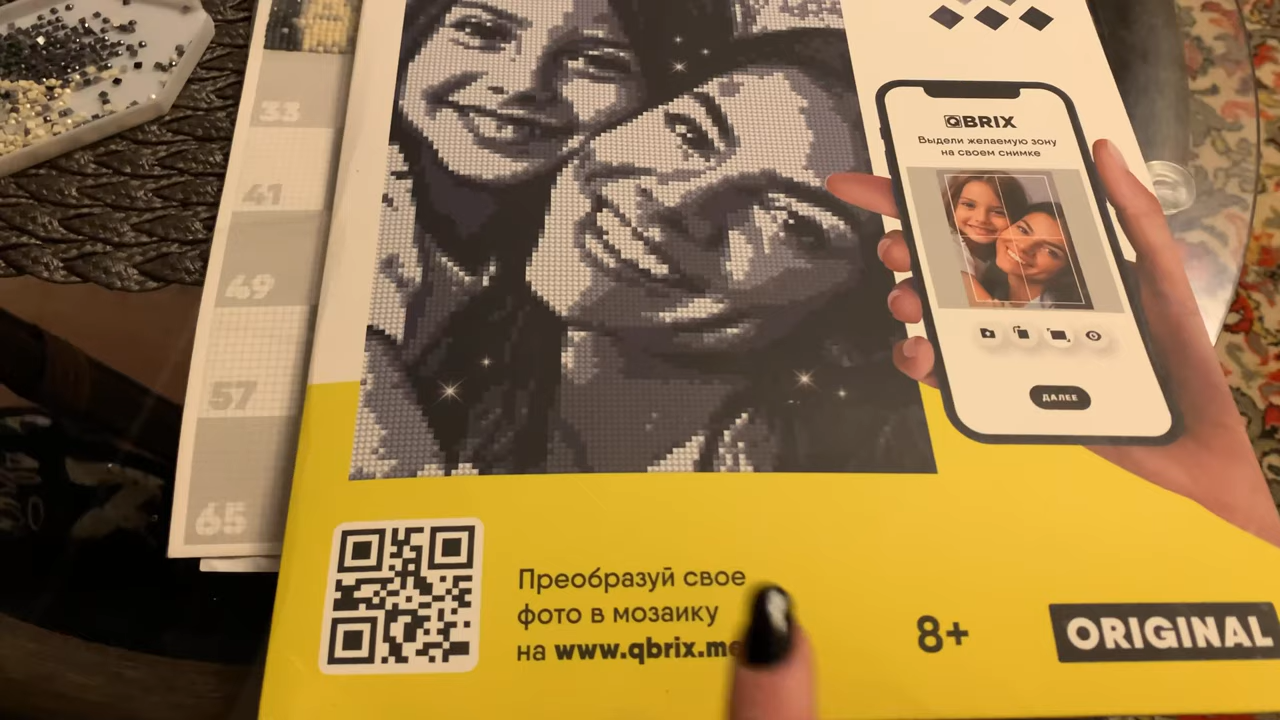 33
41
49
57
65
QBRIX
Выдели желаемую зону
на своем снимке
ДАЛЕЕ
Преобразуй свое
фото в мозаику
на www.qbrix.me
8+
ORIGINAL